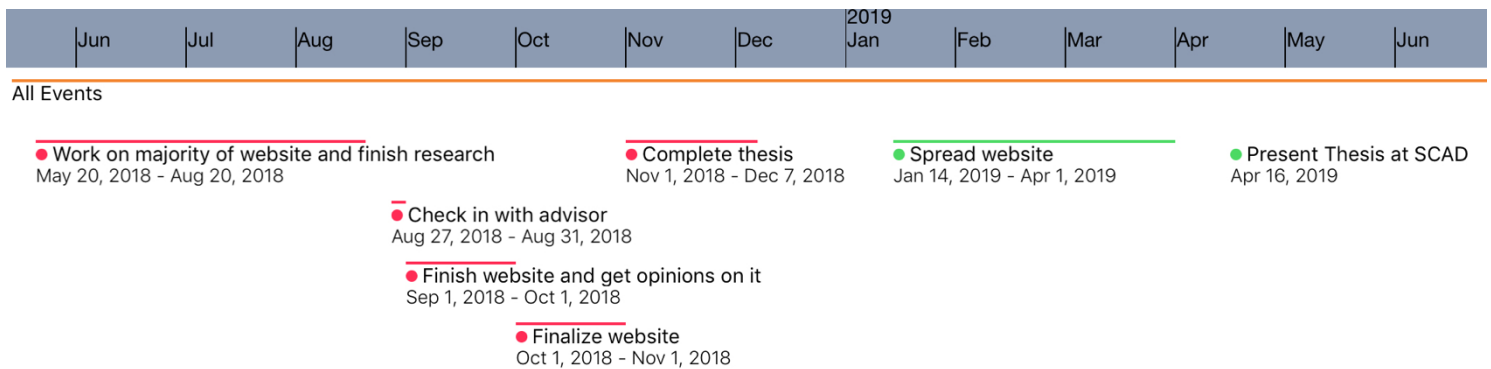 2019
Jun Jul Aug Sep Oct Nov Dec Jan Feb Mar Apr May Jun
All Events
Work on majority of website and finish research
May 20, 2018 - Aug 20, 2018
Complete thesis
Nov 1, 2018 - Dec 7, 2018
Spread website
Jan 14, 2019 - Apr 1, 2019
Present Thesis at SCAD
Apr 16, 2019
Check in with advisor
Aug 27, 2018 - Aug 31, 2018
Finish website and get opinions on it
Sep 1, 2018 - Oct 1, 2018
Finalize website
Oct 1, 2018 - Nov 1, 2018